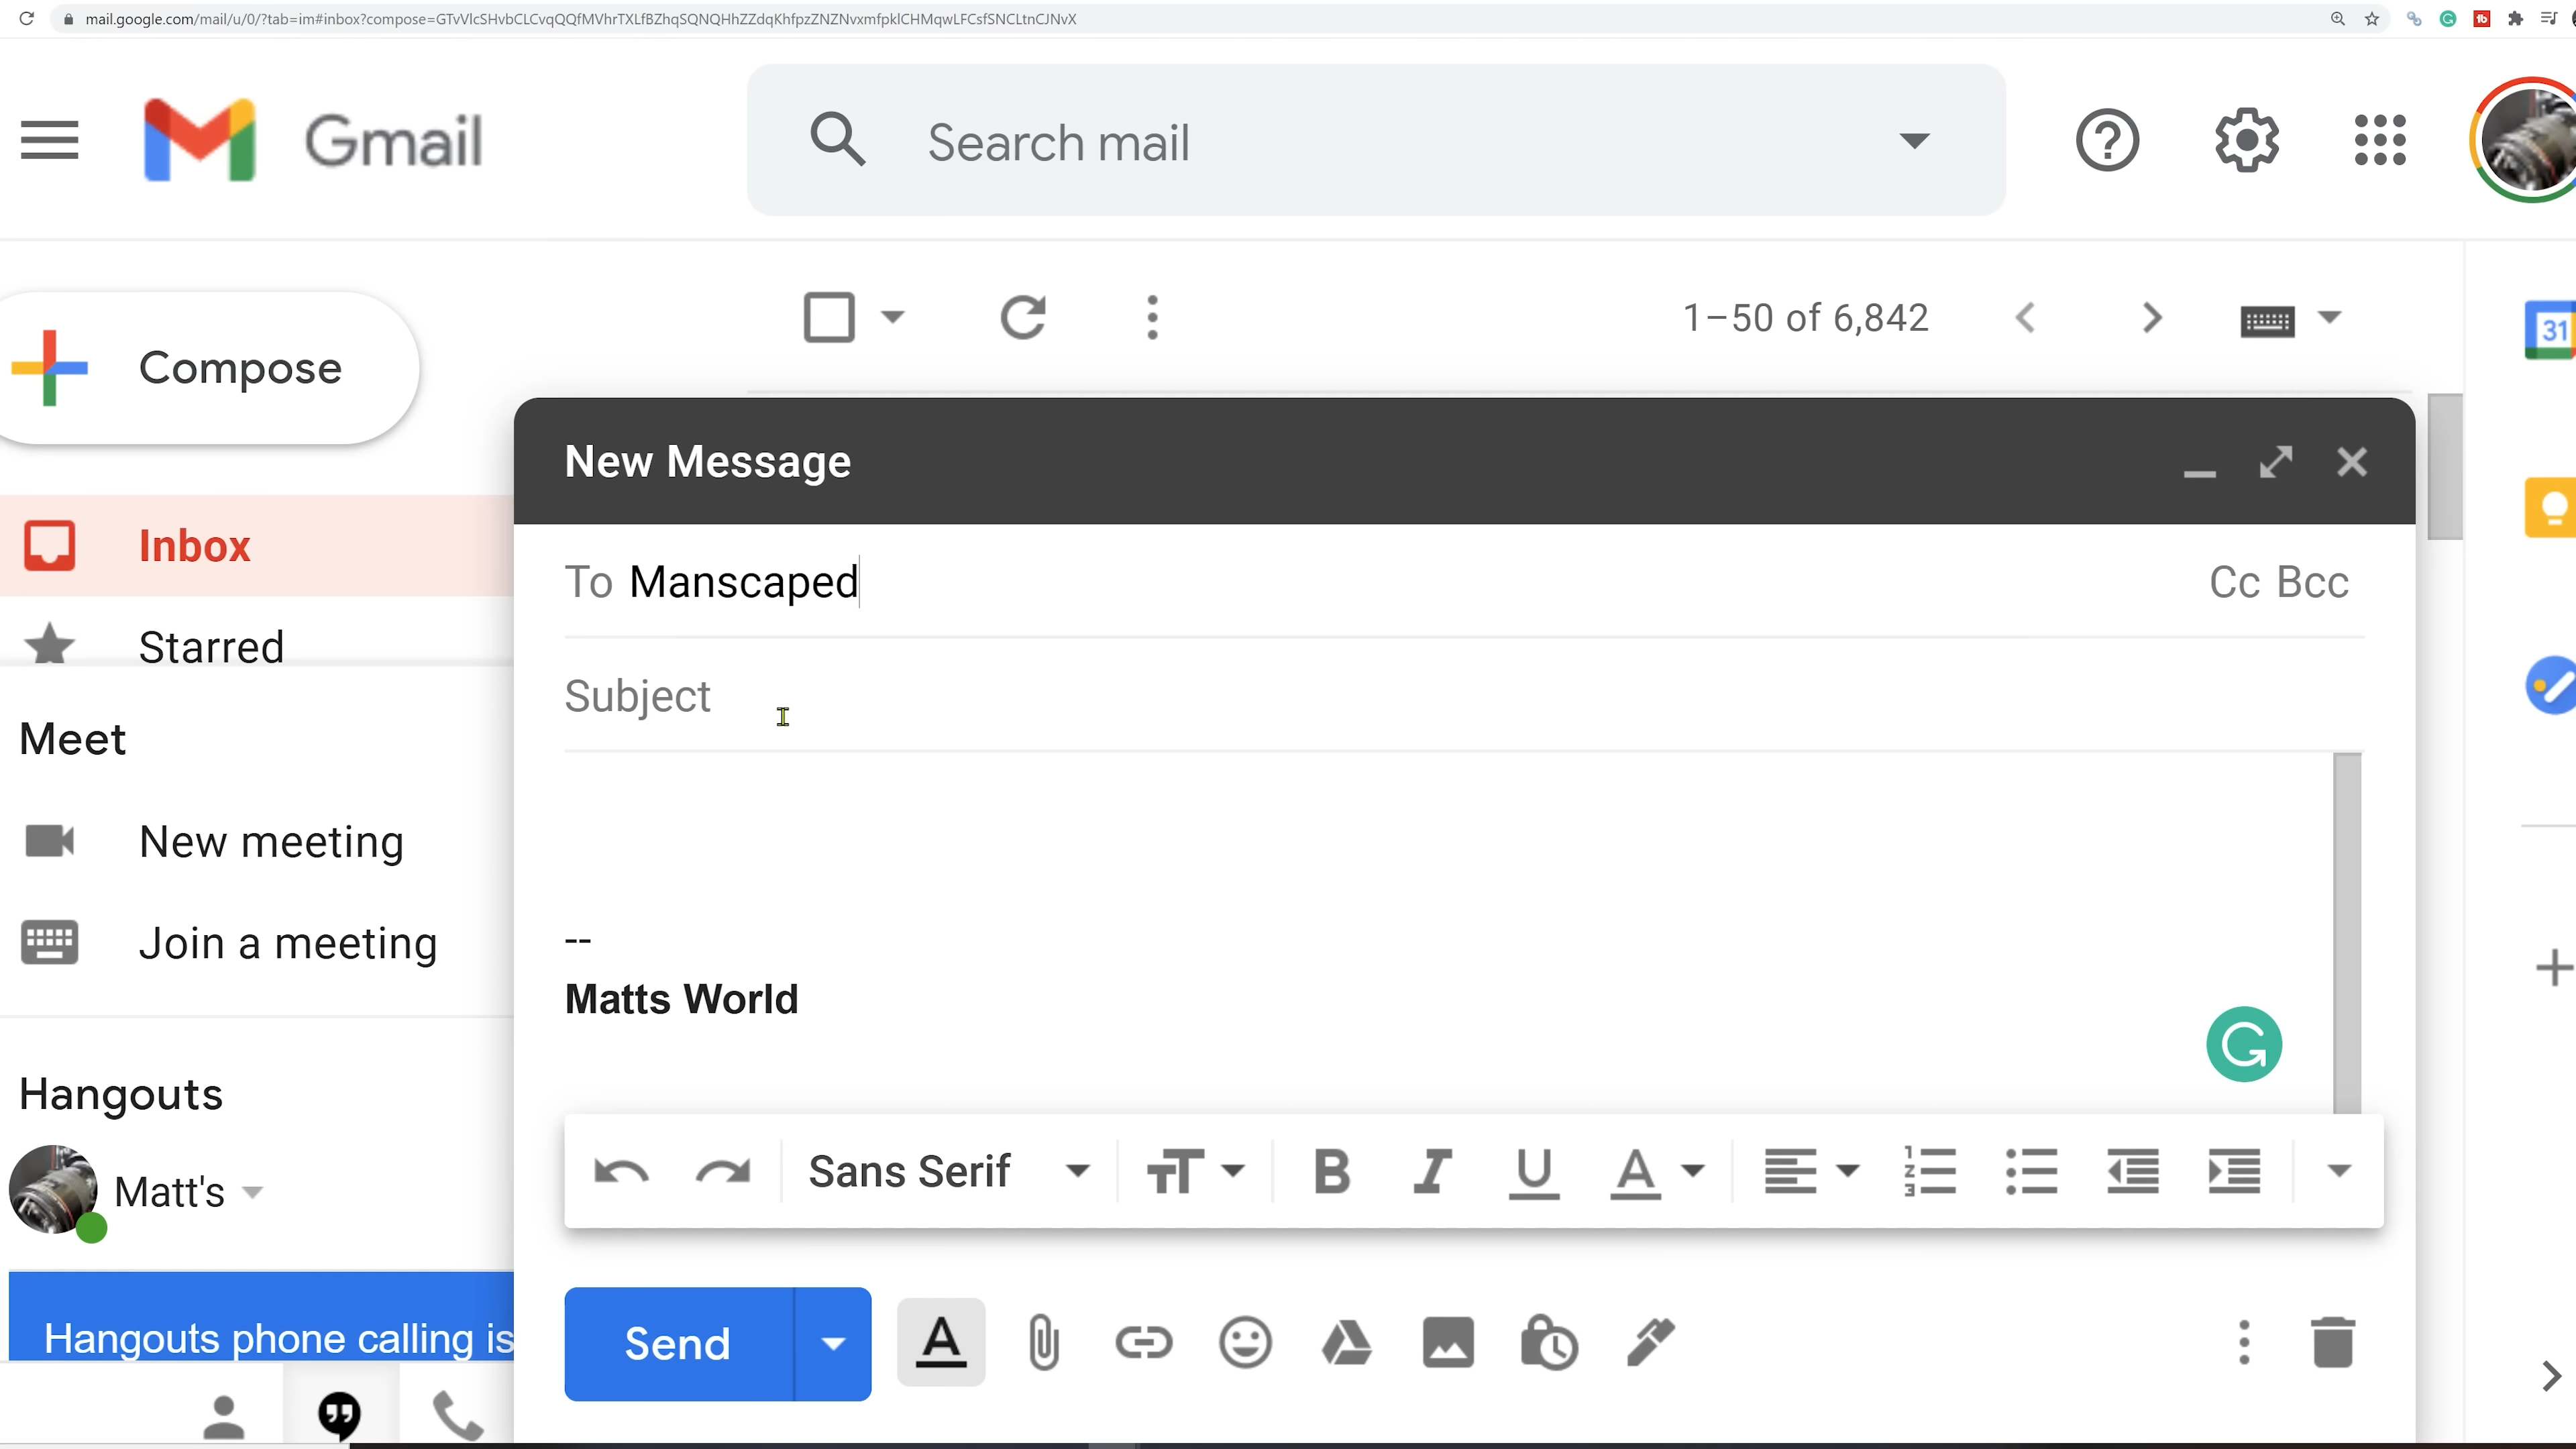 mail.google.com/mail/u/0/?tab=im#inbox?compose=GTvVlcSHvbCLCvqQQfMVhrTXLfBZhqSQNQHhZZdqKhfpzZNZNvxmfpklCHMqwLFCsfSNCLtnCJNvX
Gmail
Search mail
Compose
1–50 of 6,842
31
New Message
Inbox
To Manscaped
Cc Bcc
Starred
Subject
Meet
New meeting
Join a meeting
--
Matts World
Hangouts
Matt's
Sans Serif
Hangouts phone calling is
Send